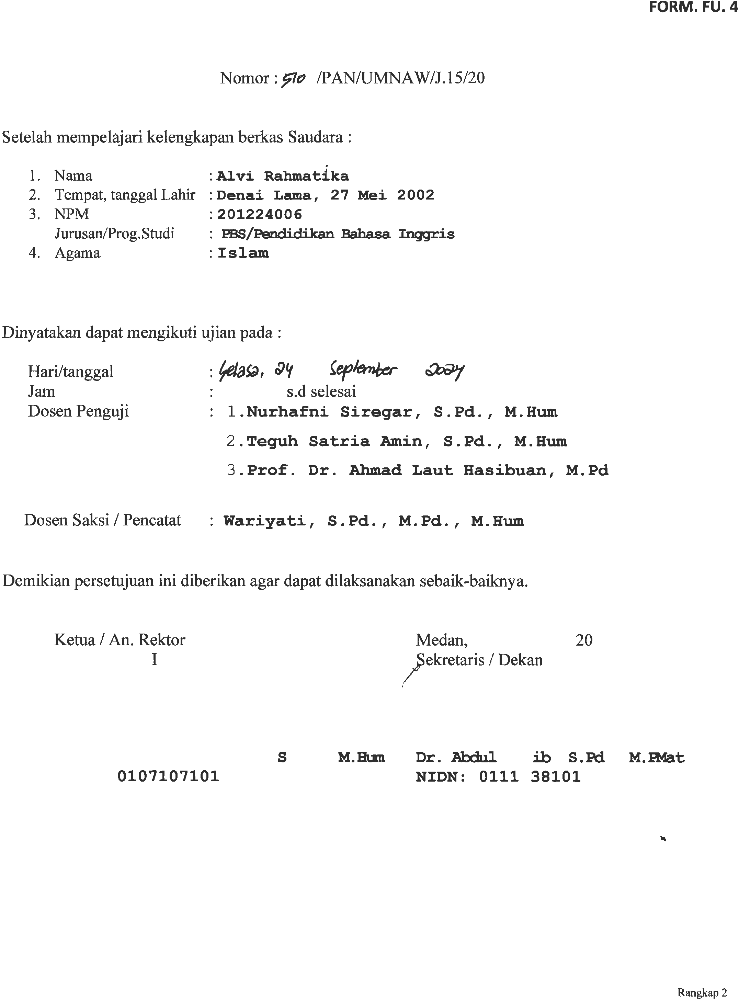 FORM. FU. 4
Nomor : 510 /PAN/UMNAW/J.15/20
Setelah mempelajari kelengkapan berkas Saudara :
1. Nama : Alvi Rahmatika
2. Tempat, tanggal Lahir : Denai Lama, 27 Mei 2002
3. NPM : 201224006
Jurusan/Prog.Studi : PBS/Pendidikan Bahasa Inggris
4. Agama : Islam
Dinyatakan dapat mengikuti ujian pada :
Hari/tanggal : Selasa, 24 September 2024
Jam : s.d selesai
Dosen Penguji : 1.Nurhafni Siregar, S.Pd., M.Hum
2.Teguh Satria Amin, S.Pd., M.Hum
3.Prof. Dr. Ahmad Laut Hasibuan, M.Pd
Dosen Saksi / Pencatat : Wariyati, S.Pd., M.Pd., M.Hum
Demikian persetujuan ini diberikan agar dapat dilaksanakan sebaik-baiknya.
Ketua / An. Rektor Medan, 20
I Sekretaris / Dekan
S M.Hum Dr. Abdul ib S.Pd M.PMat
0107107101 NIDN: 0111 38101
Rangkap 2